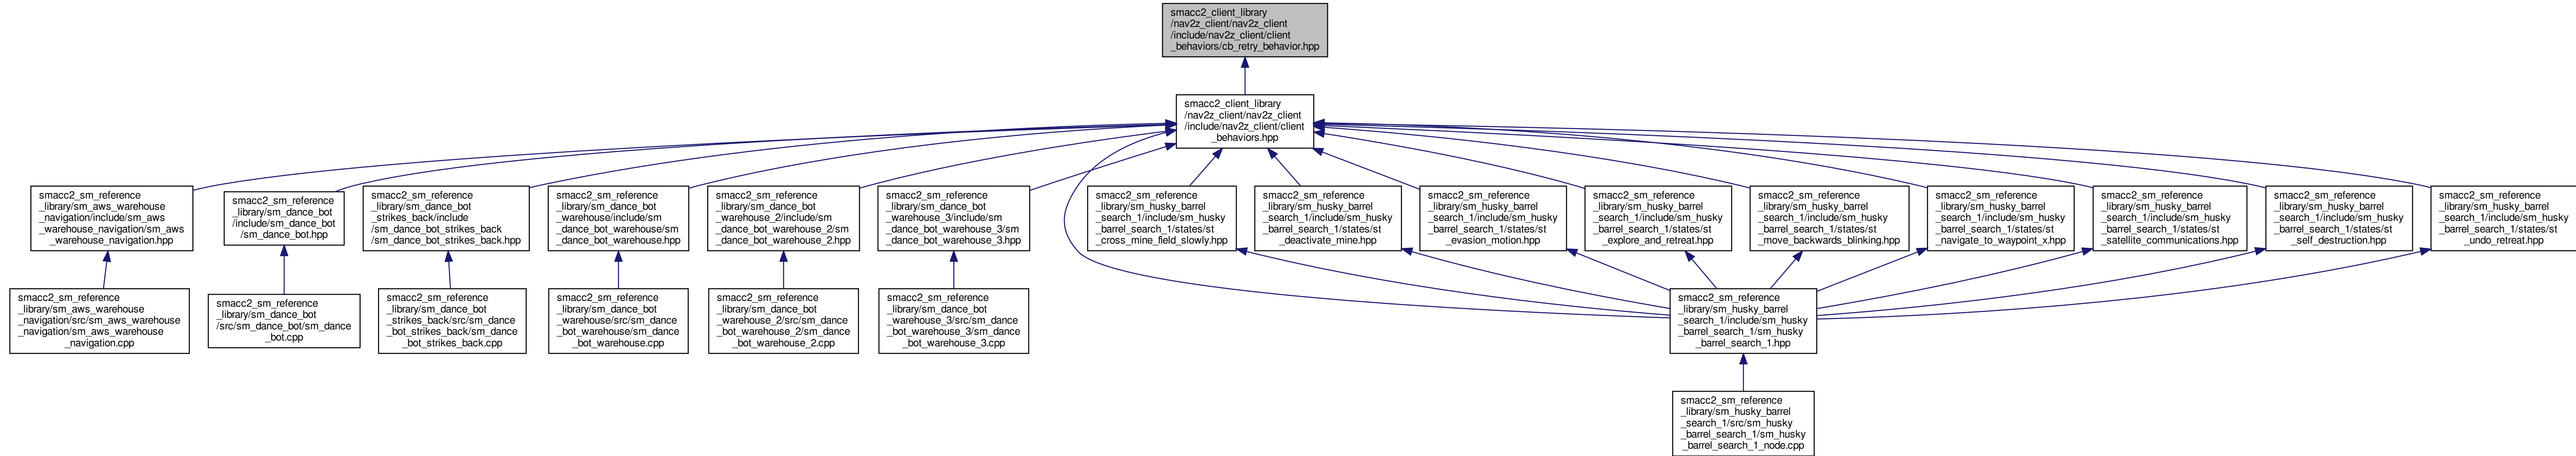 smacc2_client_library
/nav2z_client/nav2z_client
/include/nav2z_client/client
_behaviors/cb_retry_behavior.hpp
smacc2_client_library
/nav2z_client/nav2z_client
/include/nav2z_client/client
_behaviors.hpp
smacc2_sm_reference
_library/sm_aws_warehouse
_navigation/include/sm_aws
_warehouse_navigation/sm_aws
_warehouse_navigation.hpp
smacc2_sm_reference
_library/sm_dance_bot
/include/sm_dance_bot
/sm_dance_bot.hpp
smacc2_sm_reference
_library/sm_dance_bot
_strikes_back/include
/sm_dance_bot_strikes_back
/sm_dance_bot_strikes_back.hpp
smacc2_sm_reference
_library/sm_dance_bot
_warehouse/include/sm
_dance_bot_warehouse/sm
_dance_bot_warehouse.hpp
smacc2_sm_reference
_library/sm_dance_bot
_warehouse_2/include/sm
_dance_bot_warehouse_2/sm
_dance_bot_warehouse_2.hpp
smacc2_sm_reference
_library/sm_dance_bot
_warehouse_3/include/sm
_dance_bot_warehouse_3/sm
_dance_bot_warehouse_3.hpp
smacc2_sm_reference
_library/sm_husky_barrel
_search_1/include/sm_husky
_barrel_search_1/states/st
_cross_mine_field_slowly.hpp
smacc2_sm_reference
_library/sm_husky_barrel
_search_1/include/sm_husky
_barrel_search_1/states/st
_deactivate_mine.hpp
smacc2_sm_reference
_library/sm_husky_barrel
_search_1/include/sm_husky
_barrel_search_1/states/st
_evasion_motion.hpp
smacc2_sm_reference
_library/sm_husky_barrel
_search_1/include/sm_husky
_barrel_search_1/states/st
_explore_and_retreat.hpp
smacc2_sm_reference
_library/sm_husky_barrel
_search_1/include/sm_husky
_barrel_search_1/states/st
_move_backwards_blinking.hpp
smacc2_sm_reference
_library/sm_husky_barrel
_search_1/include/sm_husky
_barrel_search_1/states/st
_navigate_to_waypoint_x.hpp
smacc2_sm_reference
_library/sm_husky_barrel
_search_1/include/sm_husky
_barrel_search_1/states/st
_satellite_communications.hpp
smacc2_sm_reference
_library/sm_husky_barrel
_search_1/include/sm_husky
_barrel_search_1/states/st
_self_destruction.hpp
smacc2_sm_reference
_library/sm_husky_barrel
_search_1/include/sm_husky
_barrel_search_1/states/st
_undo_retreat.hpp
smacc2_sm_reference
_library/sm_aws_warehouse
_navigation/src/sm_aws_warehouse
_navigation/sm_aws_warehouse
_navigation.cpp
smacc2_sm_reference
_library/sm_dance_bot
/src/sm_dance_bot/sm_dance
_bot.cpp
smacc2_sm_reference
_library/sm_dance_bot
_strikes_back/src/sm_dance
_bot_strikes_back/sm_dance
_bot_strikes_back.cpp
smacc2_sm_reference
_library/sm_dance_bot
_warehouse/src/sm_dance
_bot_warehouse/sm_dance
_bot_warehouse.cpp
smacc2_sm_reference
_library/sm_dance_bot
_warehouse_2/src/sm_dance
_bot_warehouse_2/sm_dance
_bot_warehouse_2.cpp
smacc2_sm_reference
_library/sm_dance_bot
_warehouse_3/src/sm_dance
_bot_warehouse_3/sm_dance
_bot_warehouse_3.cpp
smacc2_sm_reference
_library/sm_husky_barrel
_search_1/include/sm_husky
_barrel_search_1/sm_husky
_barrel_search_1.hpp
smacc2_sm_reference
_library/sm_husky_barrel
_search_1/src/sm_husky
_barrel_search_1/sm_husky
_barrel_search_1_node.cpp